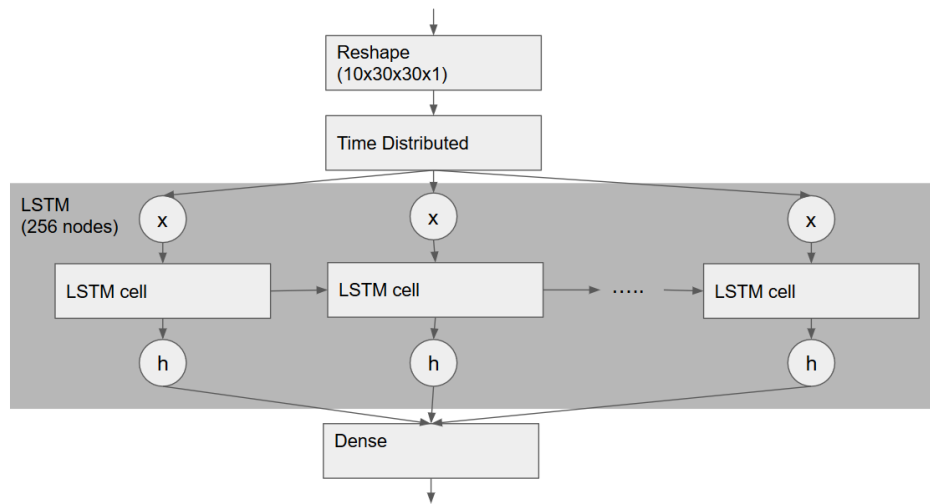 Reshape
(10x30x30x1)
Time Distributed
LSTM
(256 nodes)
x
x
x
LSTM cell
LSTM cell
.....
LSTM cell
h
h
h
Dense